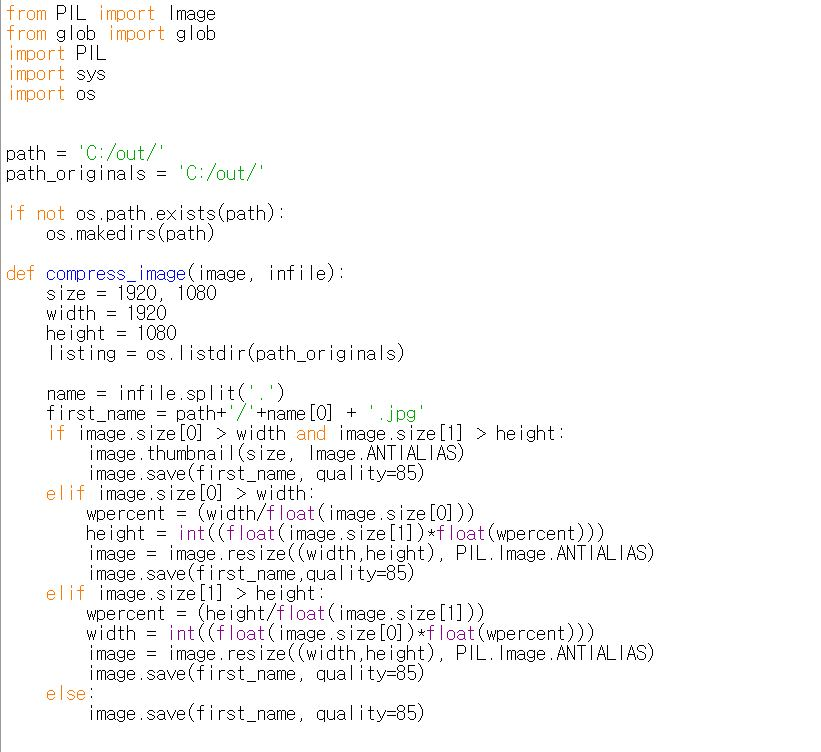 from PIL import Image
from glob import glob
import PIL
import sys
import os
path = 'C:/out/'
path_originals = 'C:/out/'
if not os.path.exists(path):
    os.makedirs(path)
def compress_image(image, infile):
    size = 1920, 1080
    width = 1920
    height = 1080
    listing = os.listdir(path_originals)
    name = infile.split('.')
    first_name = path+'/'+name[0] + '.jpg'
    if image.size[0] > width and image.size[1] > height:
        image.thumbnail(size, Image.ANTIALIAS)
        image.save(first_name, quality=85)
    elif image.size[0] > width:
        wpercent = (width/float(image.size[0]))
        height = int((float(image.size[1])*float(wpercent)))
        image = image.resize((width,height), PIL.Image.ANTIALIAS)
        image.save(first_name,quality=85)
    elif image.size[1] > height:
        wpercent = (height/float(image.size[1]))
        width = int((float(image.size[0])*float(wpercent)))
        image = image.resize((width,height), PIL.Image.ANTIALIAS)
        image.save(first_name, quality=85)
    else:
        image.save(first_name, quality=85)